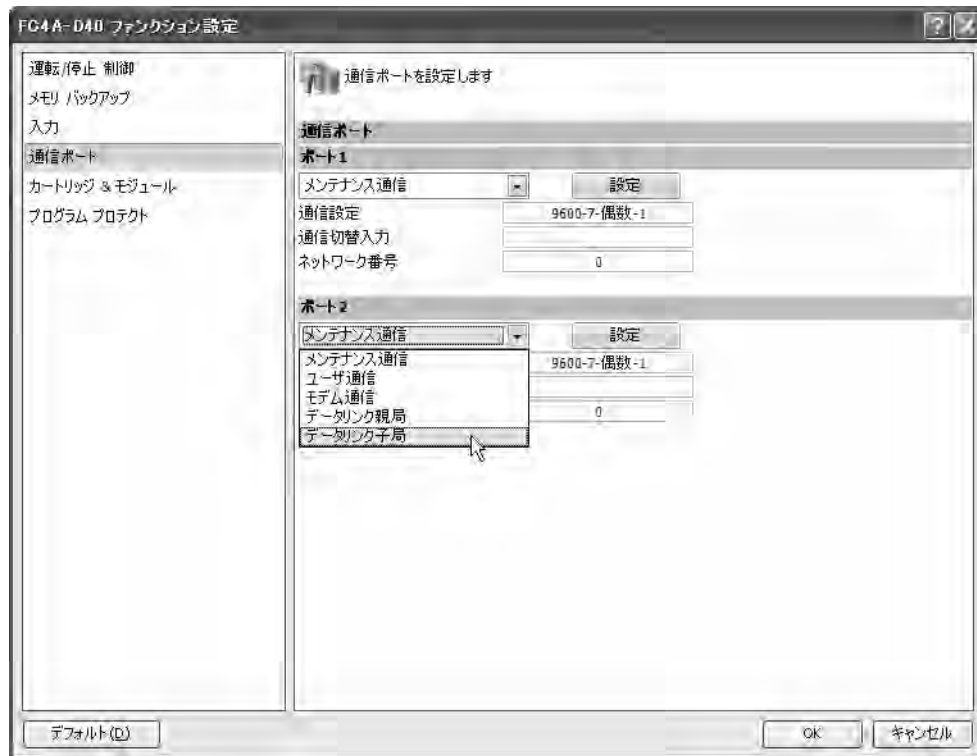 FC4A-D40 ファンクション設定
運転/停止 制御
メモリ バックアップ
入力
通信ポート
カートリッジ & モジュール
プログラム プロテクト
通信ポートを設定します
通信ポート
ポート1
メンテナンス通信 設定
通信設定 9600-7-偶数-1
通信切替入力
ネットワーク番号 0
ポート2
メンテナンス通信 設定
メンテナンス通信 9600-7-偶数-1
ユーザ通信
モデム通信
データリンク親局 0
データリンク子局
デフォルト(D) OK キャンセル